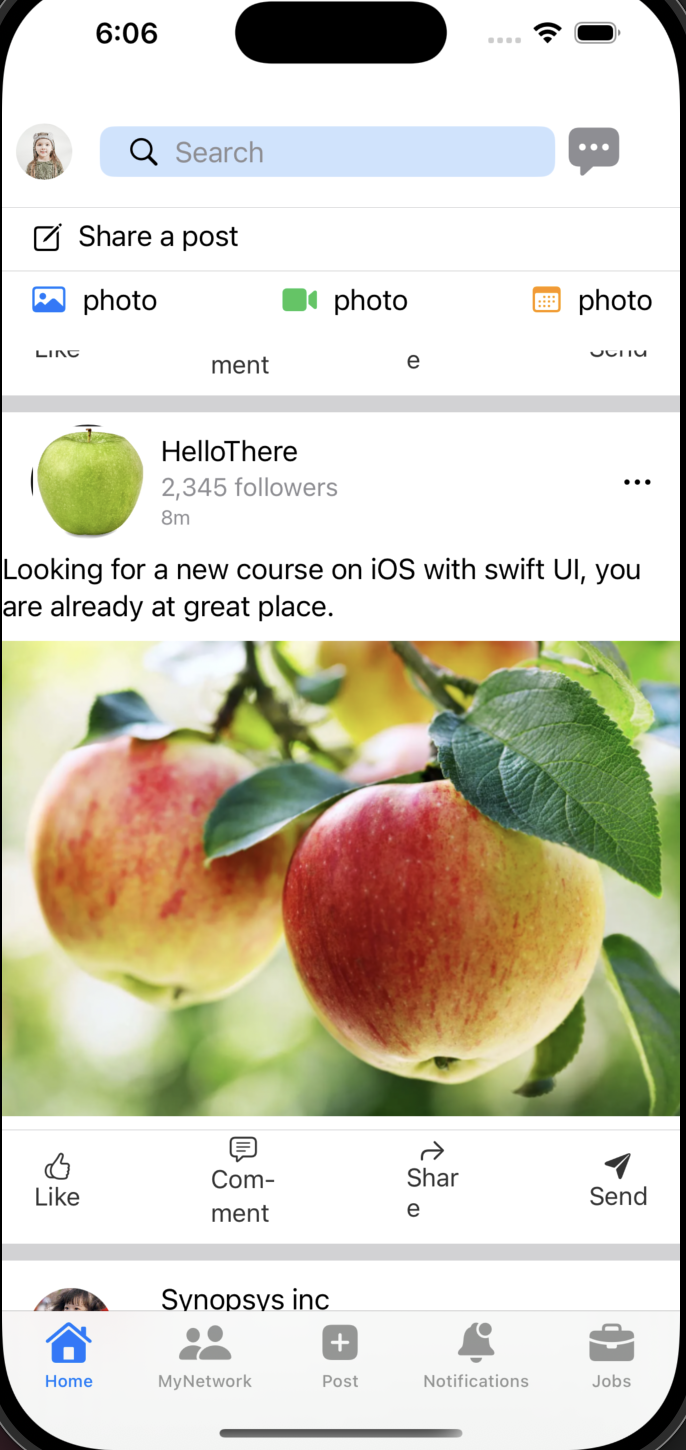 6:06
Search
Share a post
photo photo photo
Like ment e Send
HelloThere
2,345 followers
8m
Looking for a new course on iOS with swift UI, you
are already at great place.
Like Com-
ment Shar
e Send
Synopsys inc
Home MyNetwork Post Notifications Jobs